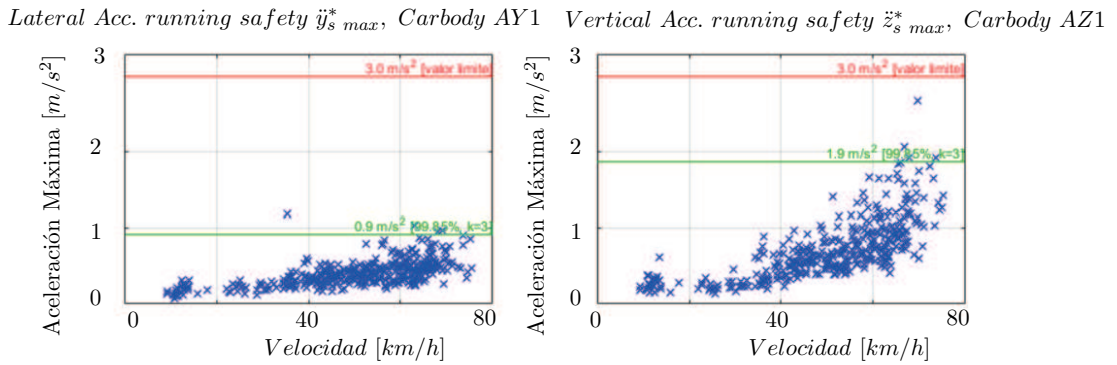 Lateral Acc. running safety ÿ*s max, Carbody AY1
Vertical Acc. running safety z̈*s max, Carbody AZ1
Aceleración Máxima [m/s²]
3
2
1
0
3.0 m/s² [valor limite]
0.9 m/s² [99.85%, k=3]
0
40
80
Velocidad [km/h]
Aceleración Máxima [m/s²]
3
2
1
0
3.0 m/s² [valor limite]
1.9 m/s² [99.85%, k=3]
0
40
60
80
Velocidad [km/h]